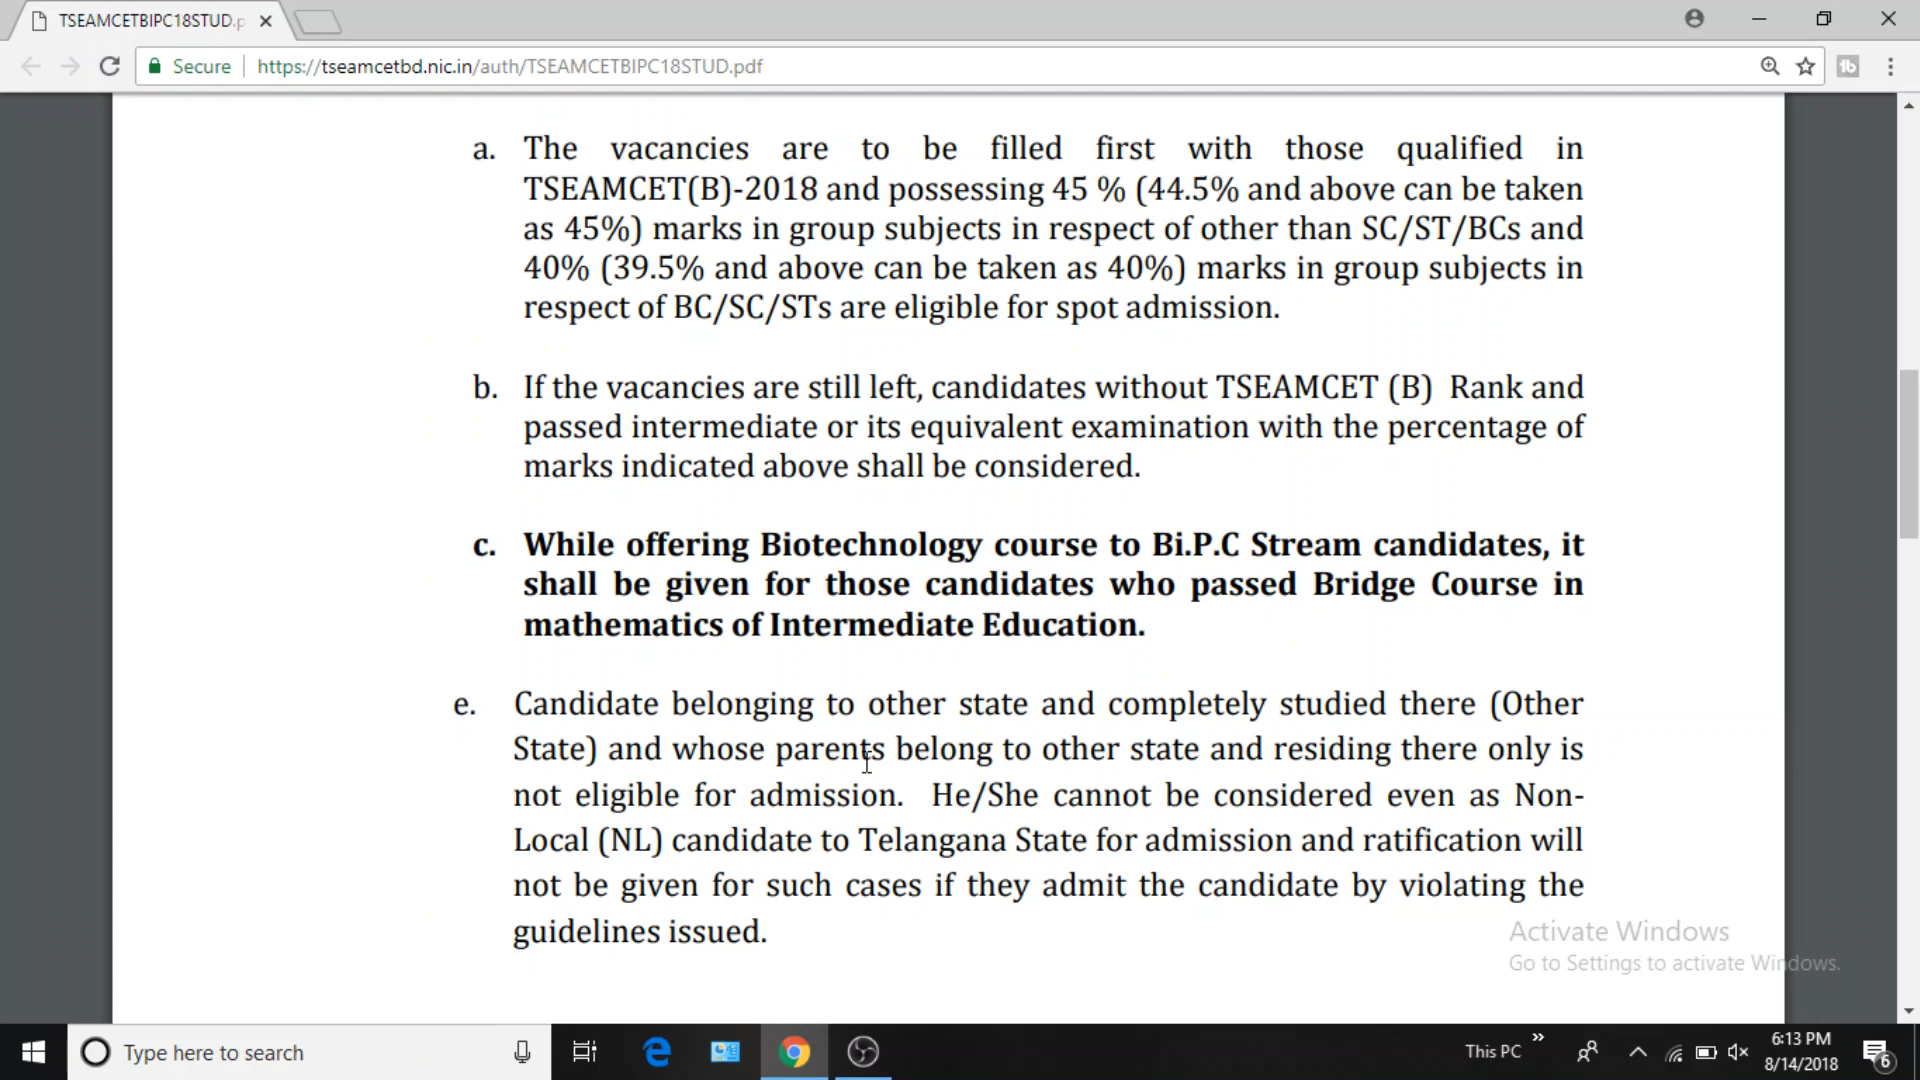 TSEAMCETBIPC18STUD.p
Secure https://tseamcetbd.nic.in/auth/TSEAMCETBIPC18STUD.pdf
a. The vacancies are to be filled first with those qualified in
TSEAMCET(B)-2018 and possessing 45 % (44.5% and above can be taken
as 45%) marks in group subjects in respect of other than SC/ST/BCs and
40% (39.5% and above can be taken as 40%) marks in group subjects in
respect of BC/SC/STs are eligible for spot admission.
b. If the vacancies are still left, candidates without TSEAMCET (B) Rank and
passed intermediate or its equivalent examination with the percentage of
marks indicated above shall be considered.
c. While offering Biotechnology course to Bi.P.C Stream candidates, it
shall be given for those candidates who passed Bridge Course in
mathematics of Intermediate Education.
e. Candidate belonging to other state and completely studied there (Other
State) and whose parents belong to other state and residing there only is
not eligible for admission. He/She cannot be considered even as Non-
Local (NL) candidate to Telangana State for admission and ratification will
not be given for such cases if they admit the candidate by violating the
guidelines issued.
Activate Windows
Go to Settings to activate Windows.
Type here to search
This PC
6:13 PM
8/14/2018
6